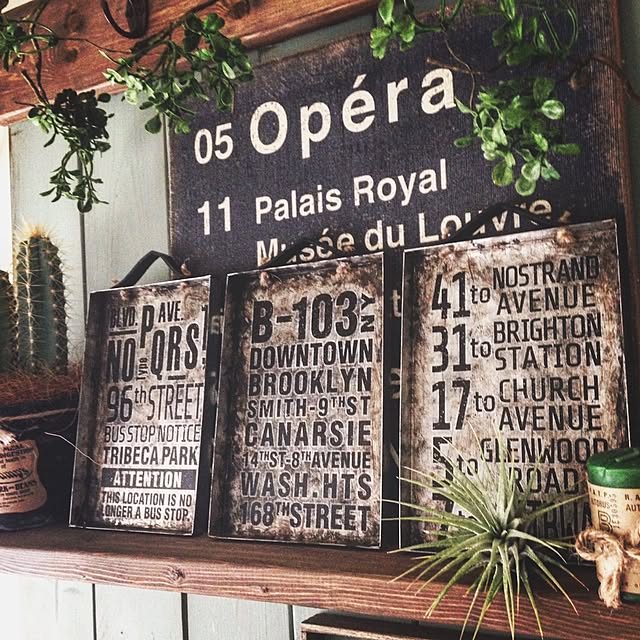 05 Opéra
11 Palais Royal
Musée du Louvre
BLVD. P AVE.
NO Type QRS.
96th STREET
BUS STOP NOTICE
TRIBECA PARK
ATTENTION
THIS LOCATION IS NO
LONGER A BUS STOP.
B-103 NY
DOWNTOWN
BROOKLYN
SMITH-9TH ST
CANARSIE
14TH ST-8TH AVENUE
WASH.HTS
168TH STREET
41 to NOSTRAND
AVENUE
31 to BRIGHTON
STATION
17 to CHURCH
AVENUE
to GLENWOOD
ROAD